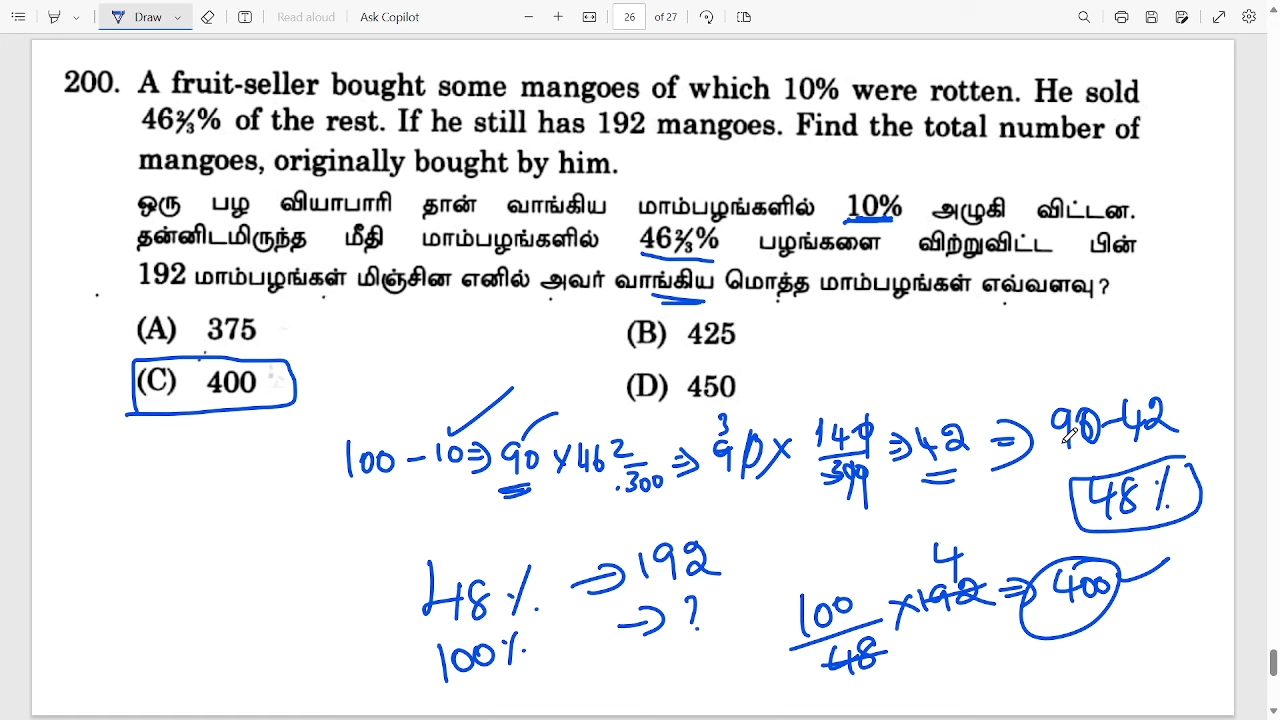 Draw
Read aloud
Ask Copilot
26 of 27
200. A fruit-seller bought some mangoes of which 10% were rotten. He sold
46⅔% of the rest. If he still has 192 mangoes. Find the total number of
mangoes, originally bought by him.
ஒரு பழ வியாபாரி தான் வாங்கிய மாம்பழங்களில் 10% அழுகி விட்டன.
தன்னிடமிருந்த மீதி மாம்பழங்களில் 46⅔% பழங்களை விற்றுவிட்ட பின்
192 மாம்பழங்கள் மிஞ்சின எனில் அவர் வாங்கிய மொத்த மாம்பழங்கள் எவ்வளவு ?
(A) 375
(B) 425
(C) 400
(D) 450
100 - 10 ⇒ 90 × 46 2/300 ⇒ 90 × 140/300 ⇒ 42 ⇒ 90-42
3
48%
48% → 192
100% → ?
4
100/48 × 192 ⇒ 400